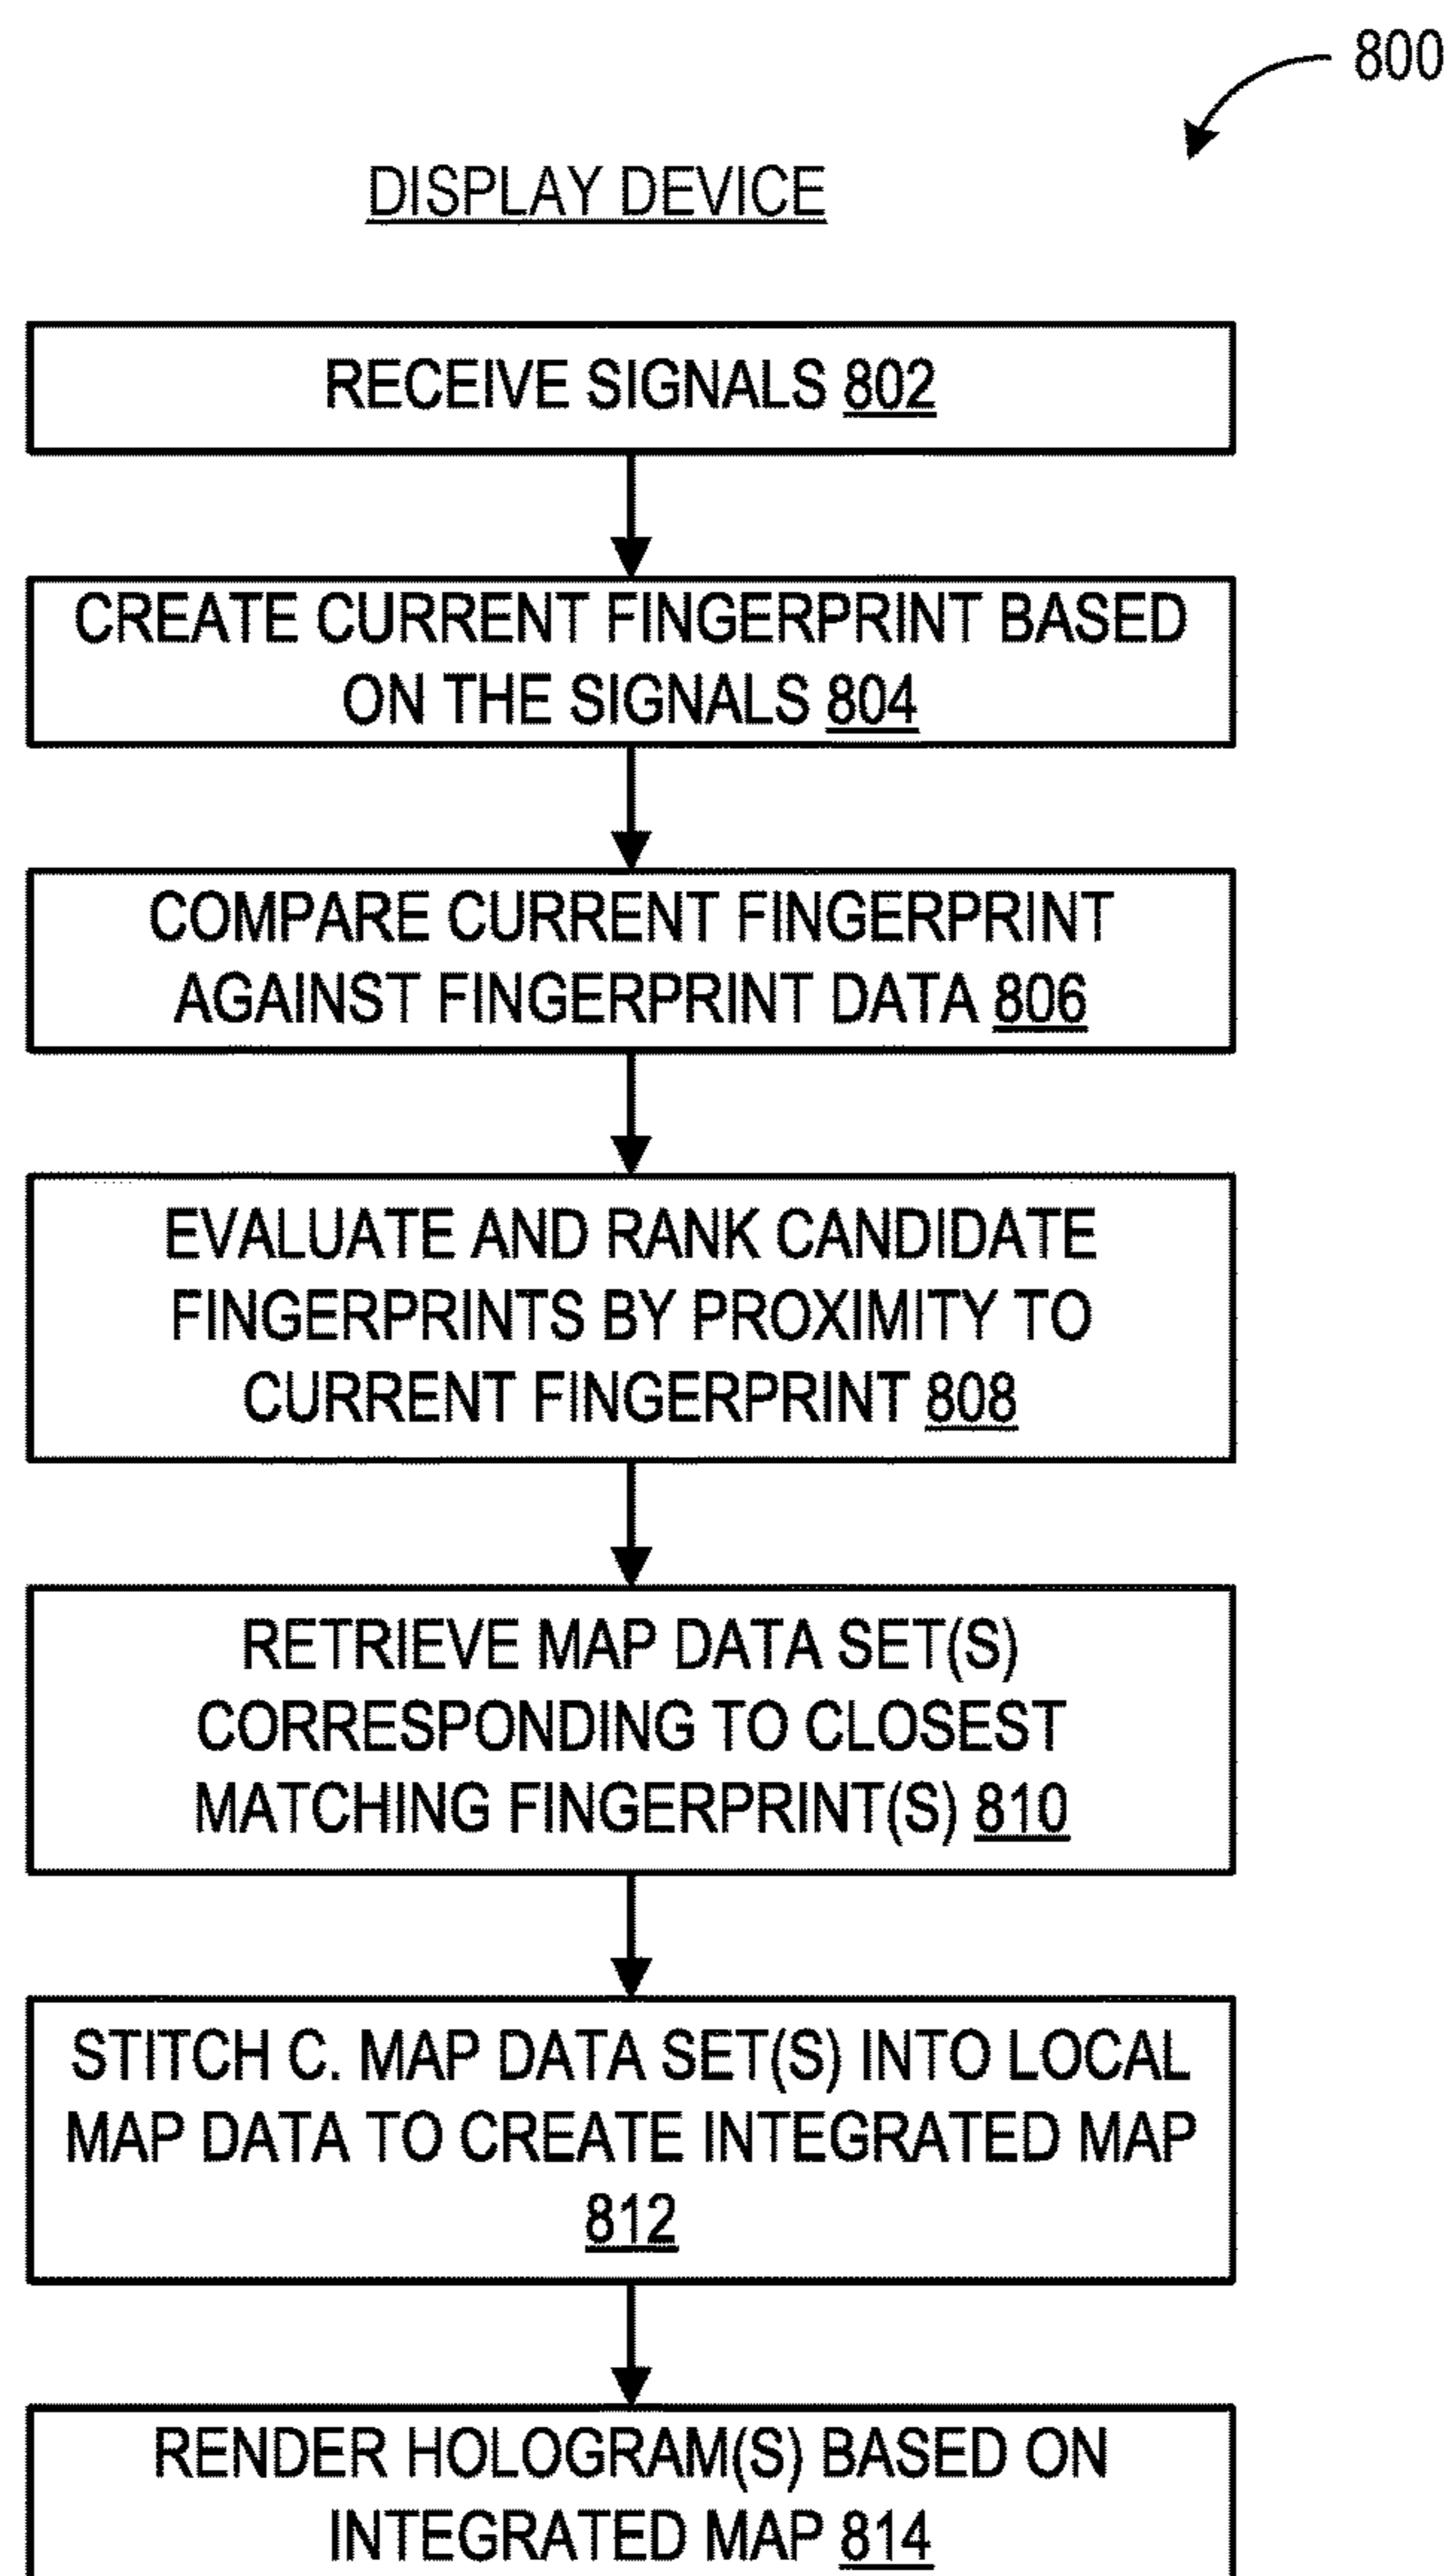 800
DISPLAY DEVICE
RECEIVE SIGNALS 802
CREATE CURRENT FINGERPRINT BASED
ON THE SIGNALS 804
COMPARE CURRENT FINGERPRINT
AGAINST FINGERPRINT DATA 806
EVALUATE AND RANK CANDIDATE
FINGERPRINTS BY PROXIMITY TO
CURRENT FINGERPRINT 808
RETRIEVE MAP DATA SET(S)
CORRESPONDING TO CLOSEST
MATCHING FINGERPRINT(S) 810
STITCH C. MAP DATA SET(S) INTO LOCAL
MAP DATA TO CREATE INTEGRATED MAP
812
RENDER HOLOGRAM(S) BASED ON
INTEGRATED MAP 814